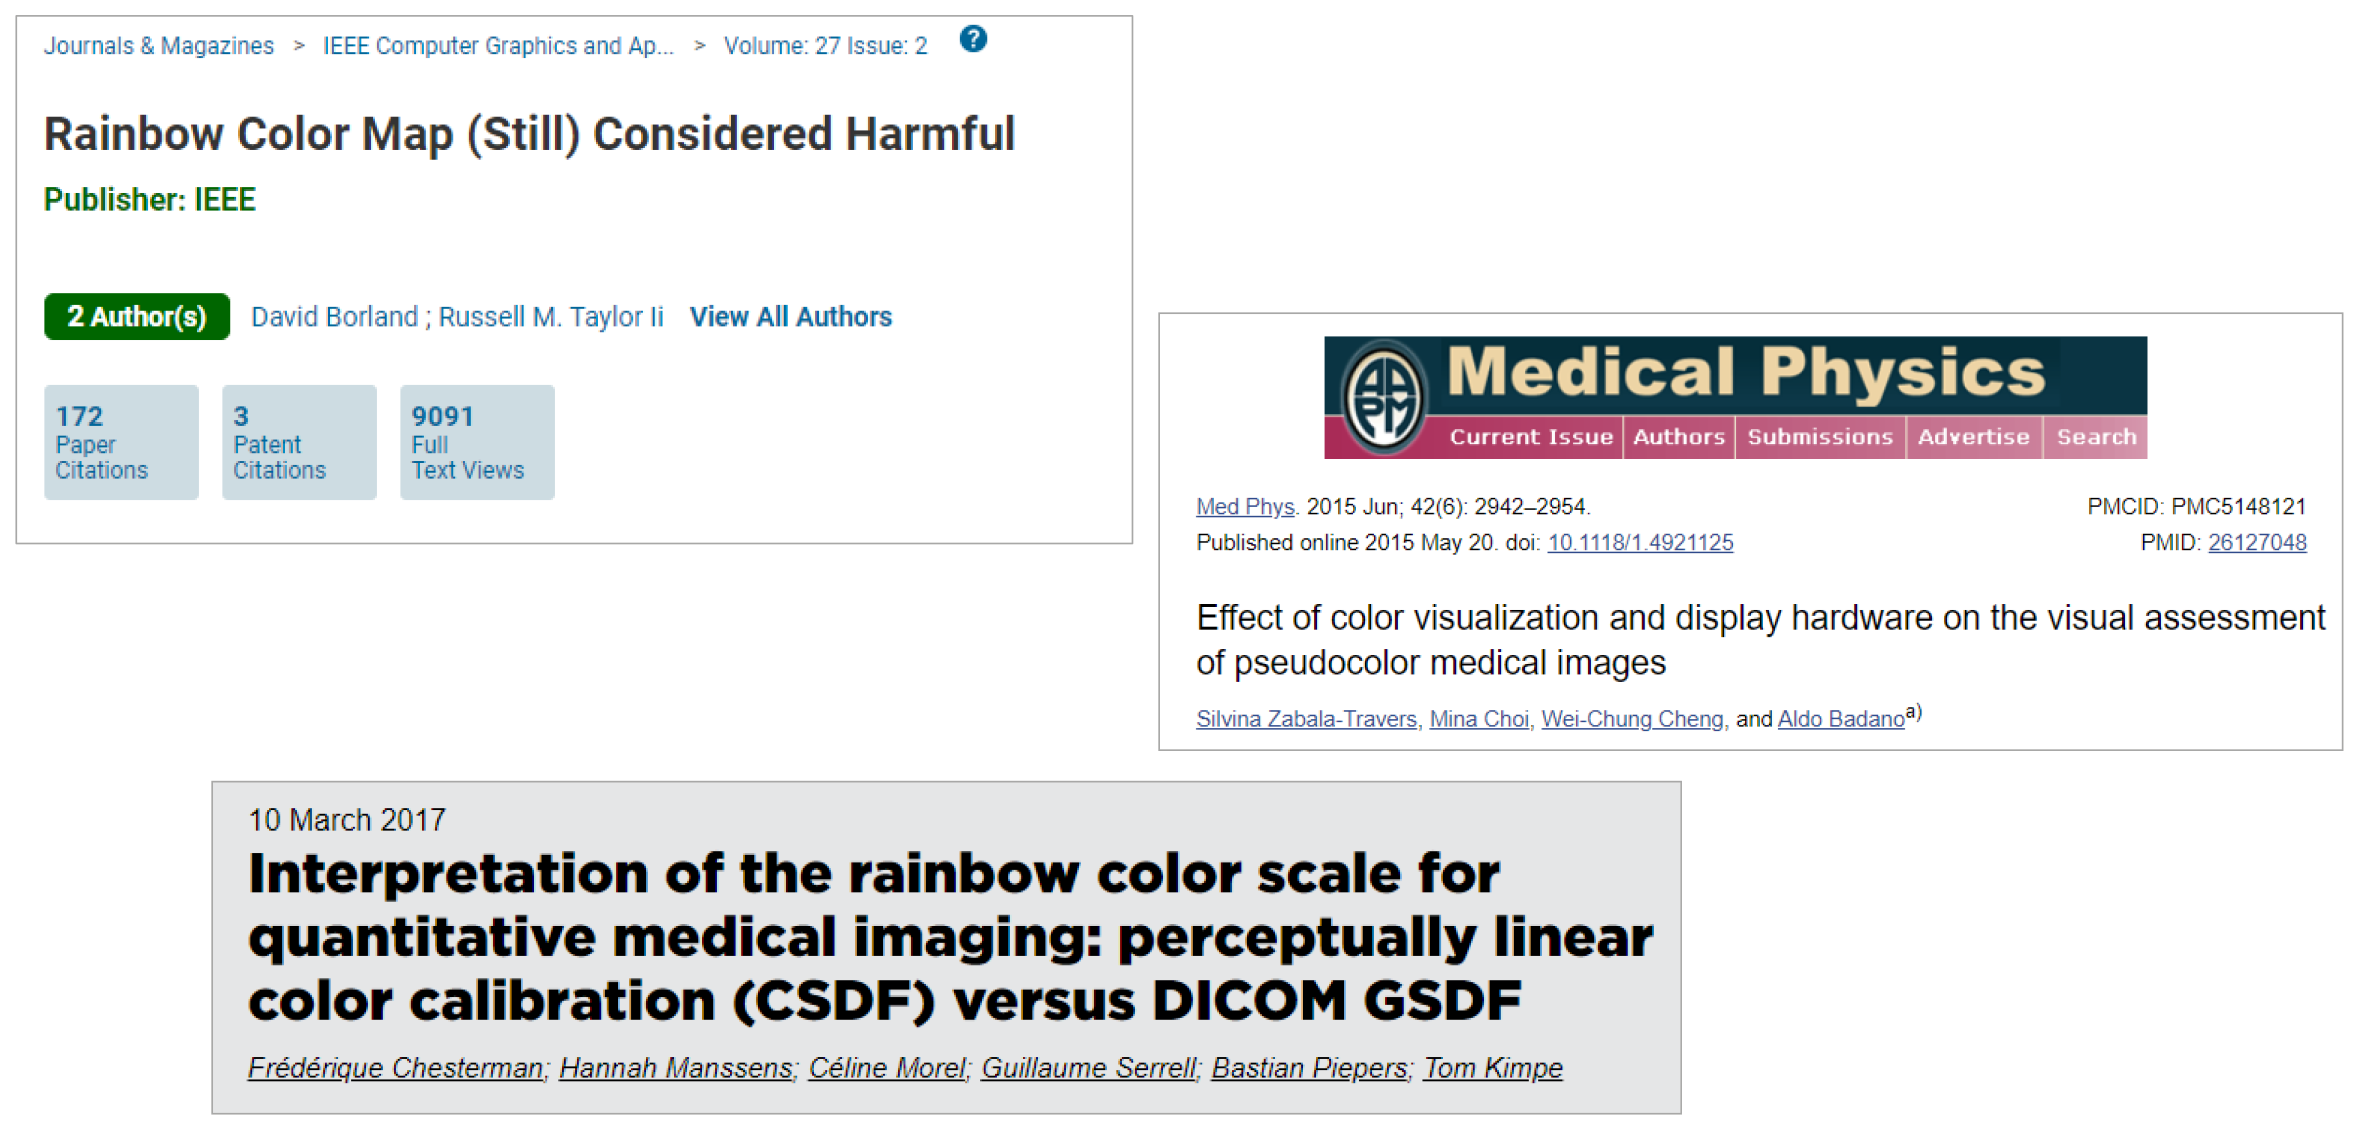 Journals & Magazines > IEEE Computer Graphics and Ap... > Volume: 27 Issue: 2 ?
Rainbow Color Map (Still) Considered Harmful
Publisher: IEEE
2 Author(s) David Borland ; Russell M. Taylor Ii View All Authors
172 Paper Citations
3 Patent Citations
9091 Full Text Views
AAPM Medical Physics
Current Issue Authors Submissions Advertise Search
Med Phys. 2015 Jun; 42(6): 2942–2954. PMCID: PMC5148121
Published online 2015 May 20. doi: 10.1118/1.4921125 PMID: 26127048
Effect of color visualization and display hardware on the visual assessment
of pseudocolor medical images
Silvina Zabala-Travers, Mina Choi, Wei-Chung Cheng, and Aldo Badano a)
10 March 2017
Interpretation of the rainbow color scale for
quantitative medical imaging: perceptually linear
color calibration (CSDF) versus DICOM GSDF
Frédérique Chesterman; Hannah Manssens; Céline Morel; Guillaume Serrell; Bastian Piepers; Tom Kimpe